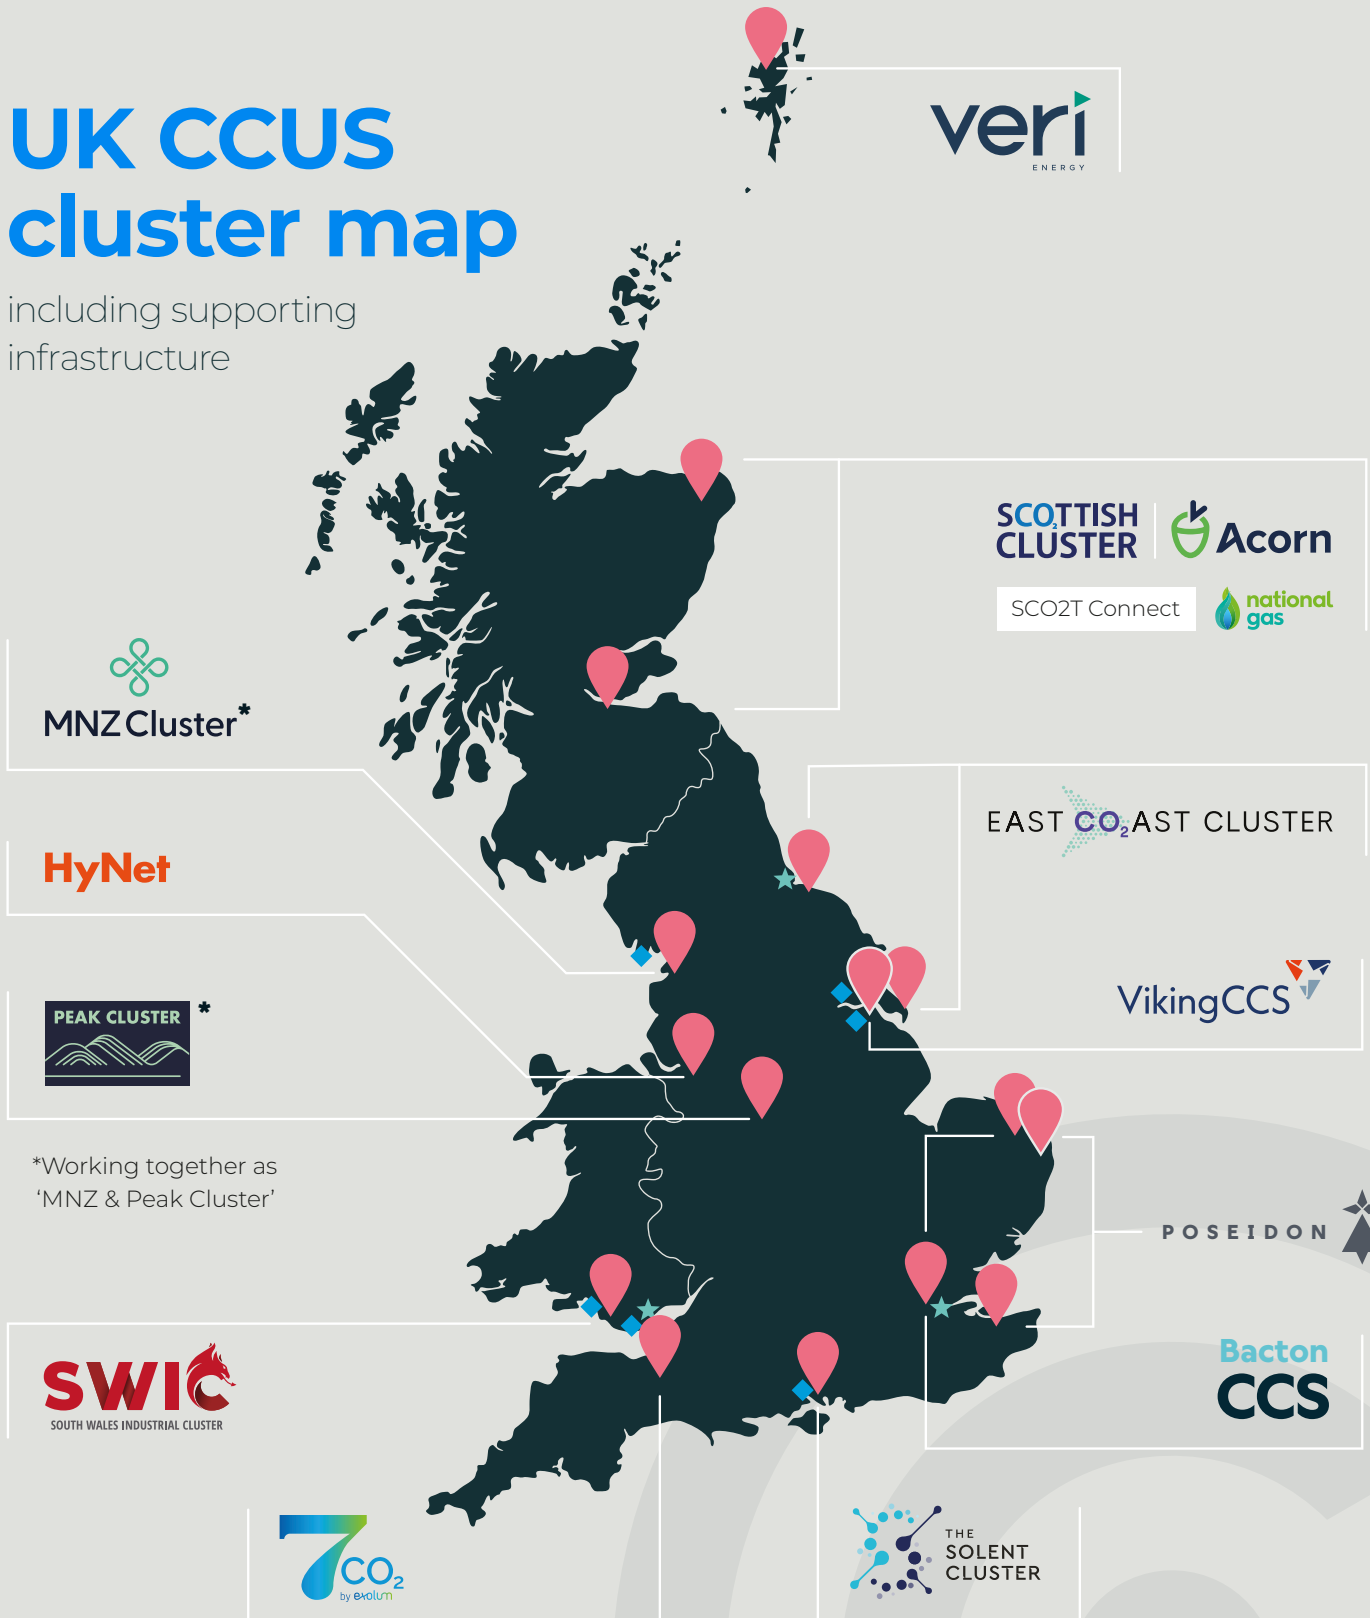 UK CCUS
cluster map
including supporting
infrastructure
veri
ENERGY
SCO₂TTISH
CLUSTER
Acorn
SCO2T Connect
national
gas
MNZ Cluster*
HyNet
EAST CO₂AST CLUSTER
VikingCCS
PEAK CLUSTER
*
*Working together as
‘MNZ & Peak Cluster’
POSEIDON
Bacton
CCS
SWIC
SOUTH WALES INDUSTRIAL CLUSTER
7CO₂
by exolum
THE
SOLENT
CLUSTER